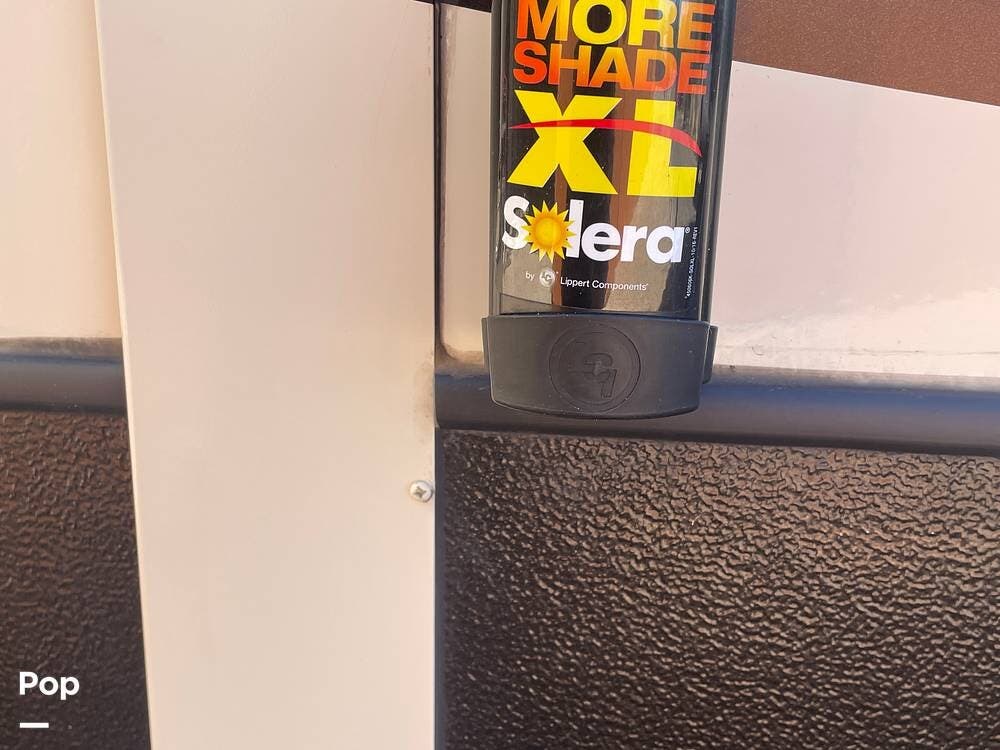 MORE
SHADE
XL
Solera®
by Lippert Components®
Pop